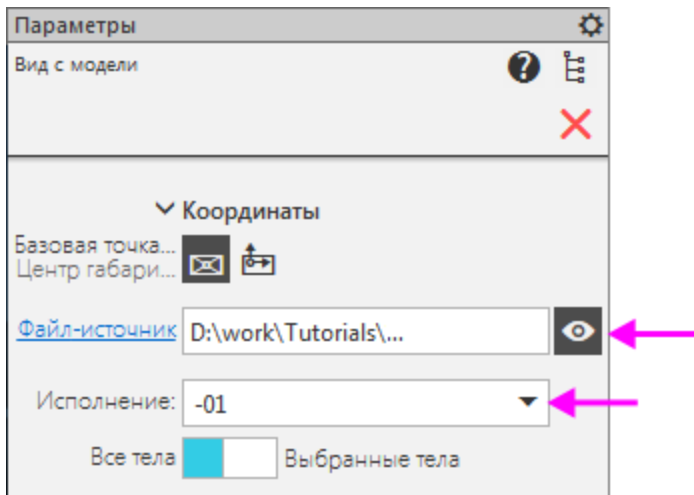 Параметры
Вид с модели
Координаты
Базовая точка...
Центр габари...
Файл-источник D:\work\Tutorials\...
Исполнение: -01
Все тела Выбранные тела